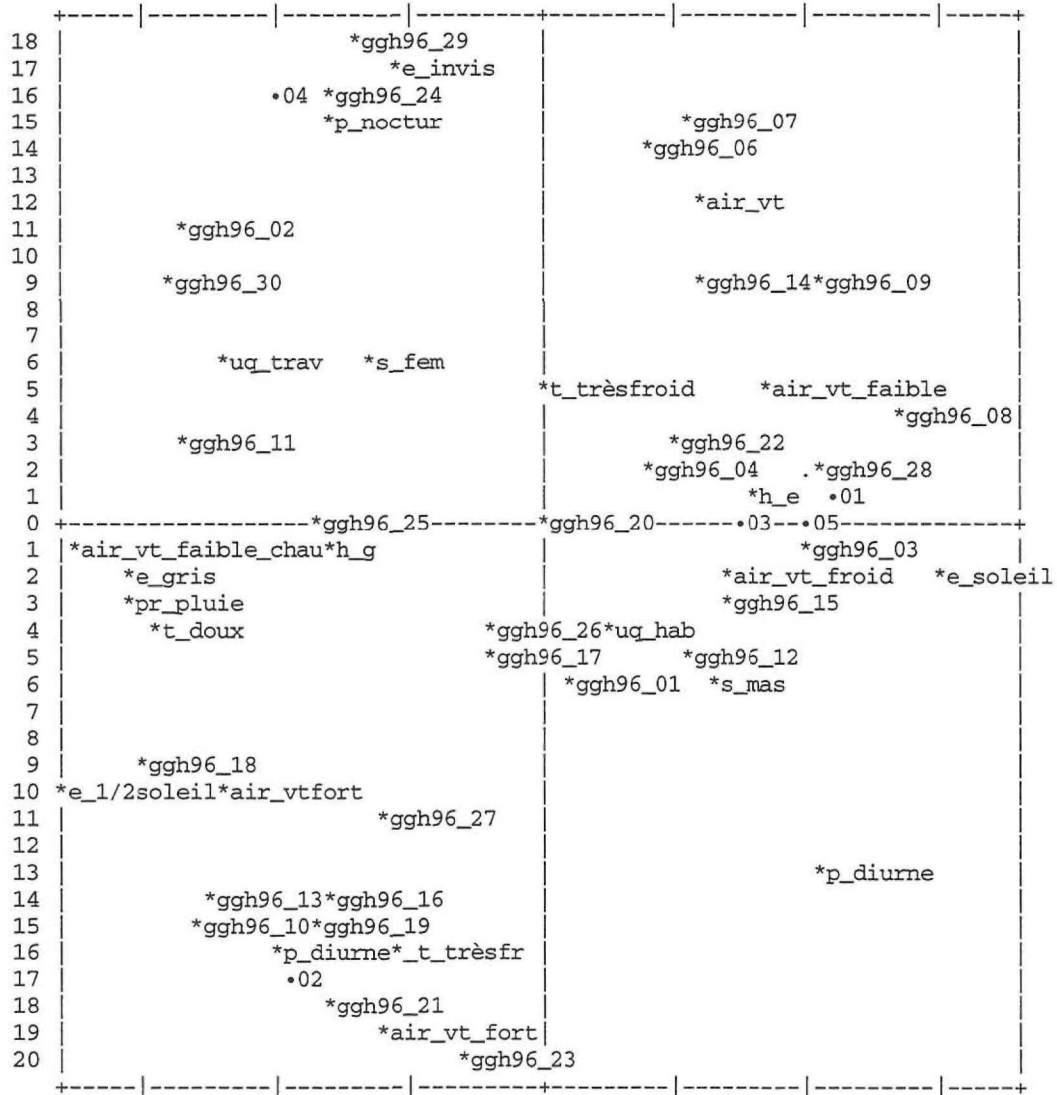 +-----|---------|---------|---------+---------|---------|---------|-----+
18 | *ggh96_29 | |
17 | *e_invis | |
16 | •04 *ggh96_24 | |
15 | *p_noctur | *ggh96_07 |
14 | | *ggh96_06 |
13 | | |
12 | | *air_vt |
11 | *ggh96_02 | |
10 | | |
9 | *ggh96_30 | *ggh96_14*ggh96_09 |
8 | | |
7 | | |
6 | *uq_trav *s_fem | |
5 | *t_trèsfroid *air_vt_faible |
4 | | *ggh96_08|
3 | *ggh96_11 | *ggh96_22 |
2 | | *ggh96_04 .*ggh96_28 |
1 | | *h_e •01 |
0 +-------------------*ggh96_25--------*ggh96_20------•03--•05-------------+
1 |*air_vt_faible_chau*h_g | *ggh96_03 |
2 | *e_gris | *air_vt_froid *e_soleil
3 | *pr_pluie | *ggh96_15 |
4 | *t_doux *ggh96_26*uq_hab |
5 | *ggh96_17 *ggh96_12 |
6 | | *ggh96_01 *s_mas |
7 | | |
8 | | |
9 | *ggh96_18 | |
10 *e_1/2soleil*air_vtfort | |
11 | *ggh96_27 | |
12 | | |
13 | | *p_diurne |
14 | *ggh96_13*ggh96_16 | |
15 | *ggh96_10*ggh96_19 | |
16 | *p_diurne*_t_trèsfr | |
17 | •02 | |
18 | *ggh96_21 | |
19 | *air_vt_fort| |
20 | *ggh96_23 |
+-----|---------|---------|---------+---------|---------|---------|-----+